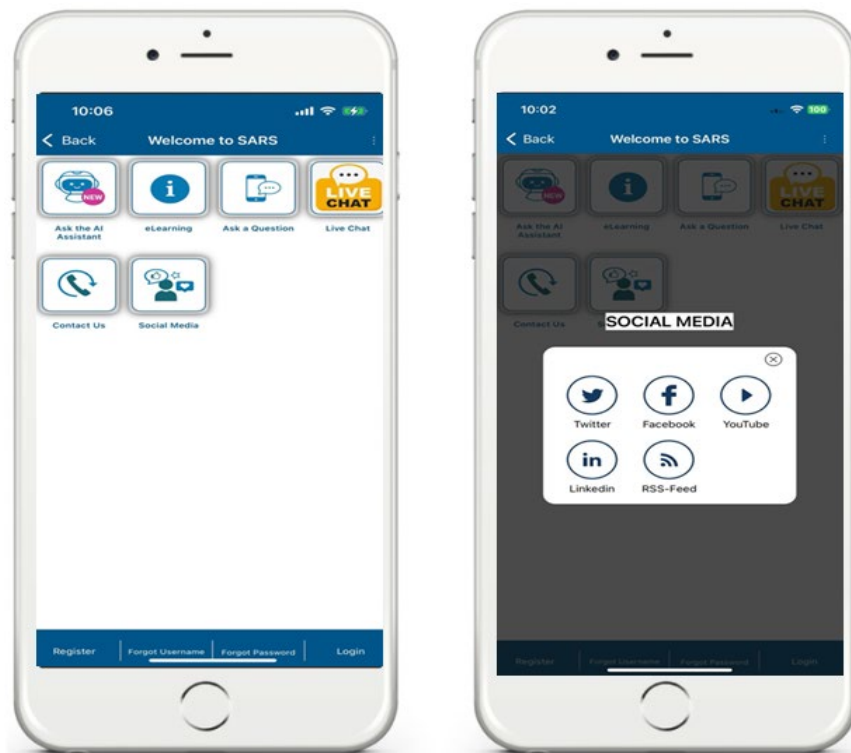 10:06
Back
Welcome to SARS
NEW
i
LIVE
CHAT
Ask the AI
Assistant
eLearning
Ask a Question
Live Chat
Contact Us
Social Media
Register
Forgot Username
Forgot Password
Login
10:02
100
Back
Welcome to SARS
NEW
i
LIVE
CHAT
Ask the AI
Assistant
eLearning
Ask a Question
Live Chat
Contact Us
SOCIAL MEDIA
f
Twitter
Facebook
YouTube
in
Linkedin
RSS-Feed
Register
Forgot Username
Forgot Password
Login